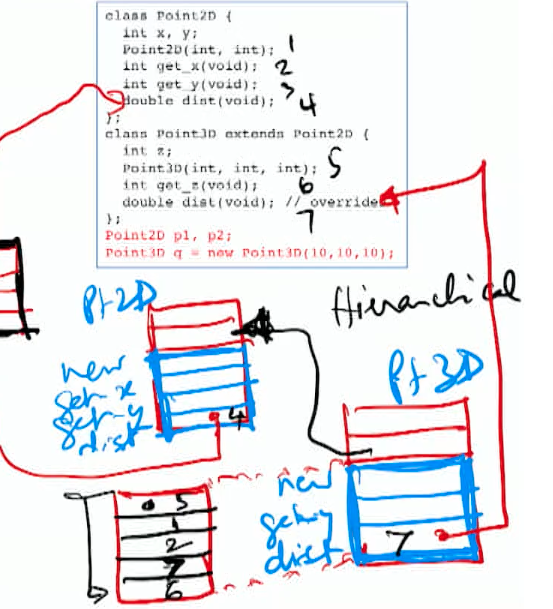 class Point2D {
int x, y;
Point2D(int, int); 1
int get_x(void); 2
int get_y(void); 3
double dist(void); 4
};
class Point3D extends Point2D {
int z;
Point3D(int, int, int); 5
int get_z(void); 6
double dist(void); // override
7
};
Point2D p1, p2;
Point3D q = new Point3D(10,10,10);
Hierarchical
Pt2D
new
get-x
get-y
dist
4
Pt3D
new
get-y
dist
7
5
1
2
7
6